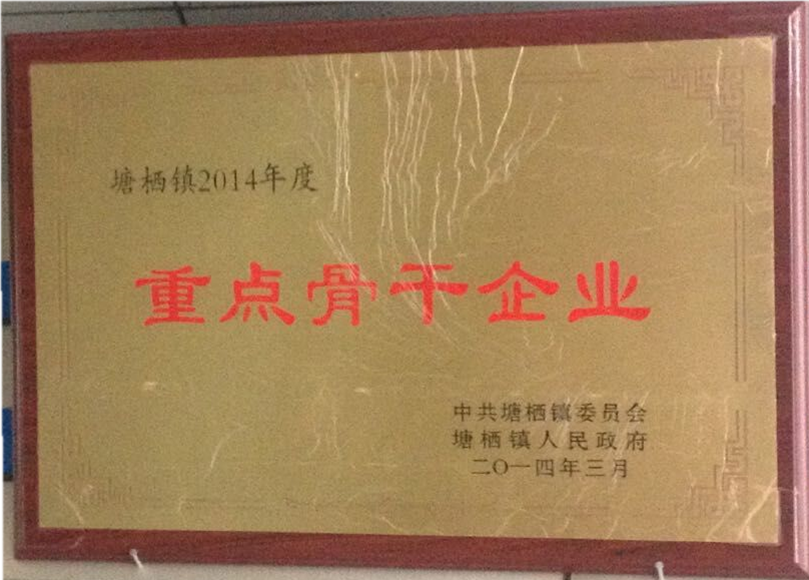 塘栖镇2014年度
重点骨干企业
中共塘栖镇委员会
塘栖镇人民政府
二〇一四年三月